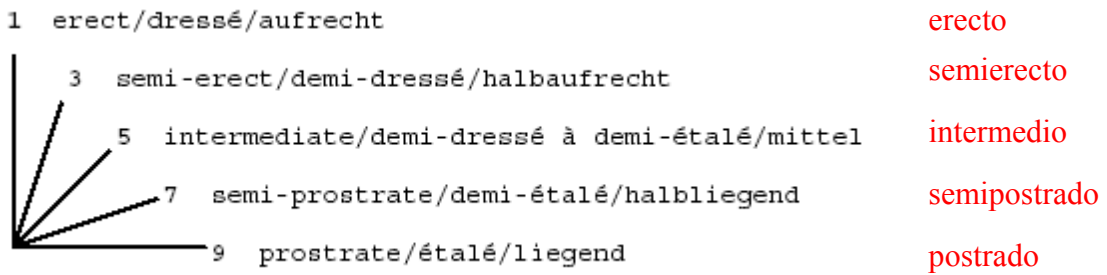 1 erect/dressé/aufrecht erecto
3 semi-erect/demi-dressé/halbaufrecht semierecto
5 intermediate/demi-dressé à demi-étalé/mittel intermedio
7 semi-prostrate/demi-étalé/halbliegend semipostrado
9 prostrate/étalé/liegend postrado